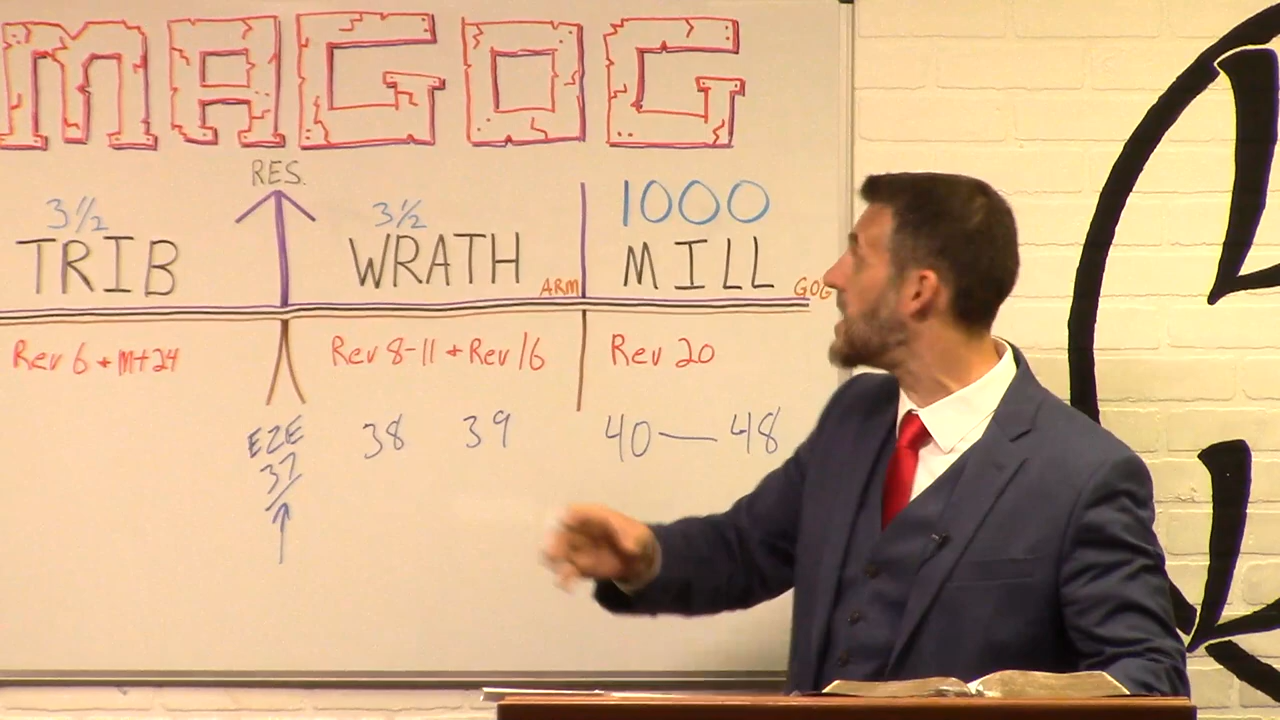 MAGOG
RES.
3½ 3½ 1000
TRIB WRATH MILL
ARM GOG
Rev 6 + Mt 24 Rev 8-11 + Rev 16 Rev 20
EZE 38 39 40 — 48
37